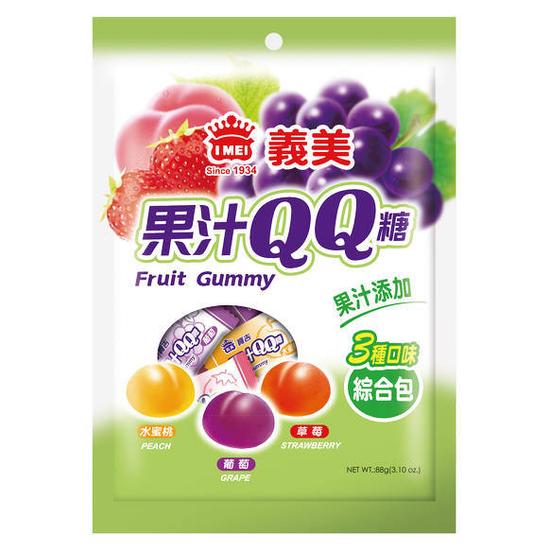 IMEI
Since 1934
義美
果汁QQ糖
Fruit Gummy
果汁添加
3種口味
綜合包
水蜜桃
PEACH
草莓
STRAWBERRY
葡萄
GRAPE
NET WT.:88g(3.10 oz.)